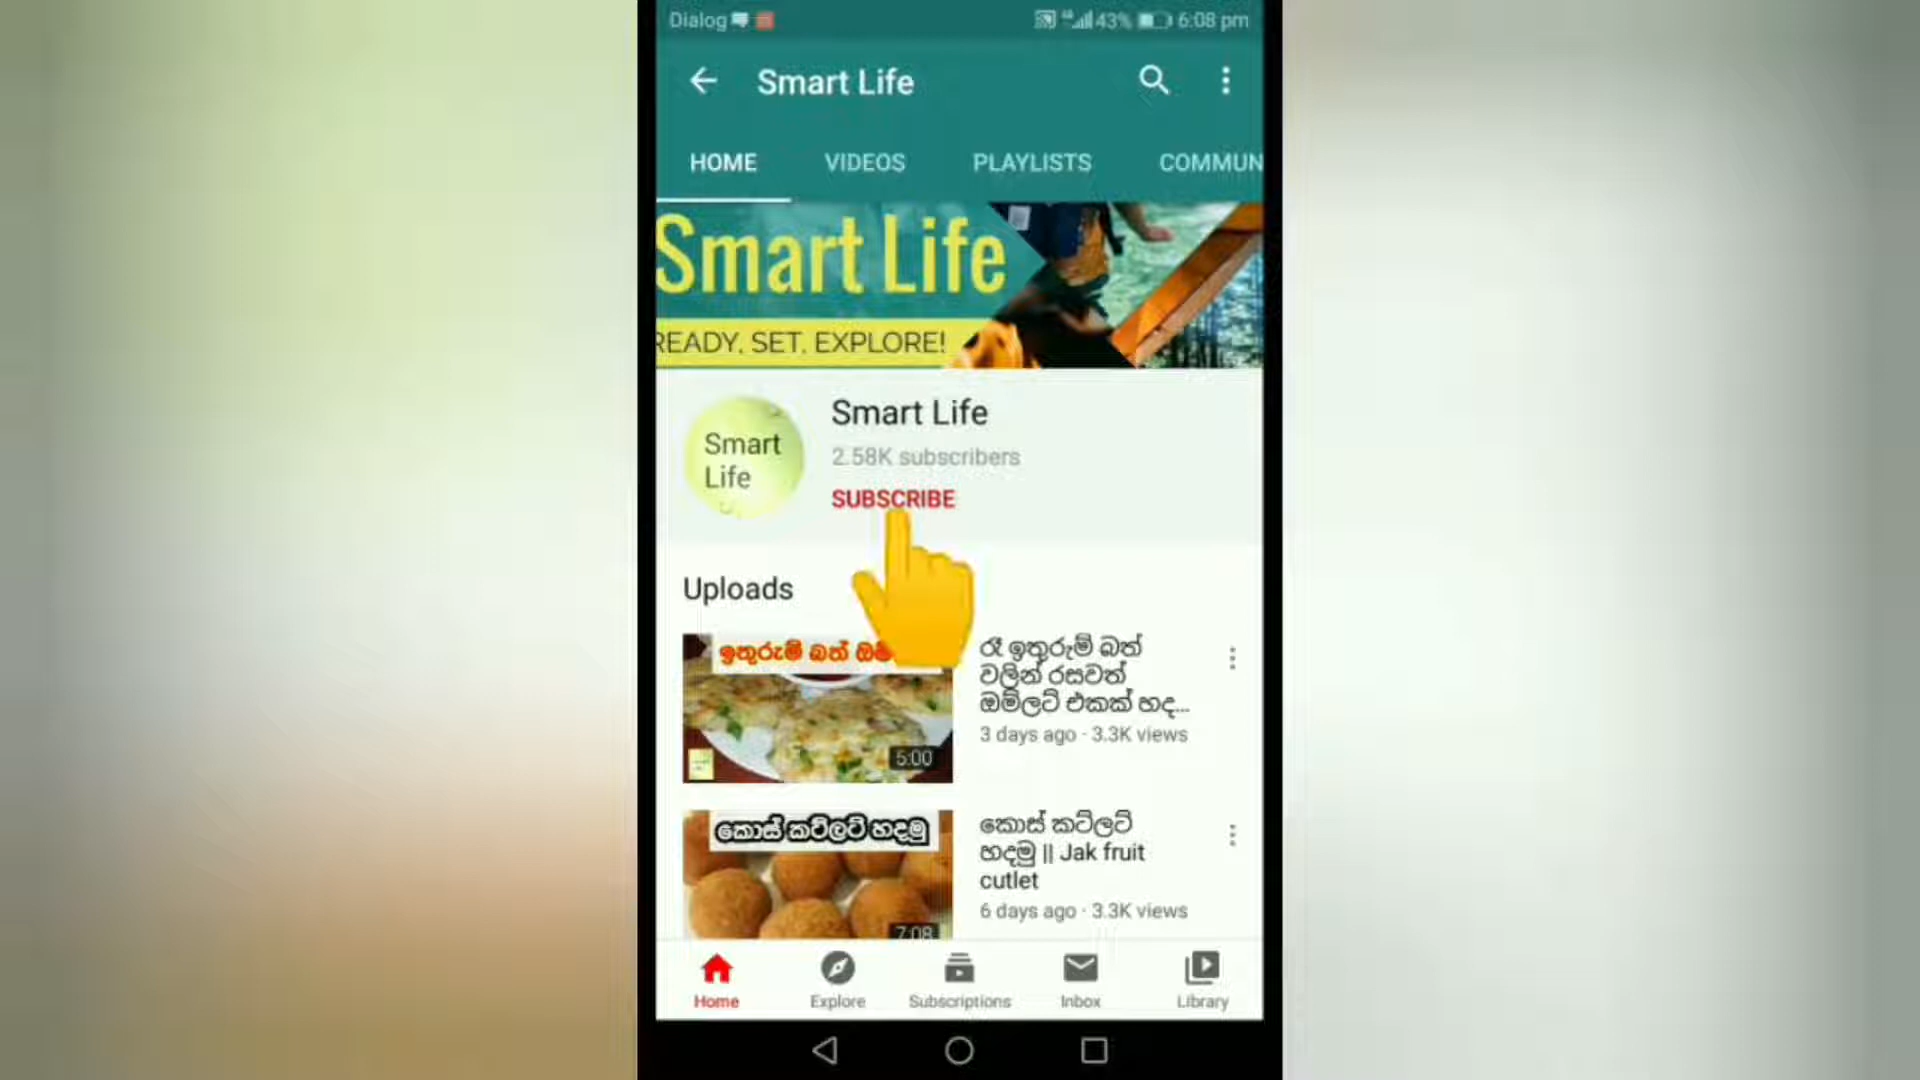 Dialog
43% 6:08 pm
Smart Life
HOME VIDEOS PLAYLISTS COMMUN
Smart Life
READY, SET, EXPLORE!
Smart Life
Smart
Life
2.58K subscribers
SUBSCRIBE
Uploads
ඉතුරුම් බත් ඔම්
5:00
රෑ ඉතුරුම් බත්
වලින් රසවත්
ඔම්ලට් එකක් හද...
3 days ago · 3.3K views
කොස් කට්ලට් හදමු
7:08
කොස් කට්ලට්
හදමු || Jak fruit
cutlet
6 days ago · 3.3K views
Home Explore Subscriptions Inbox Library